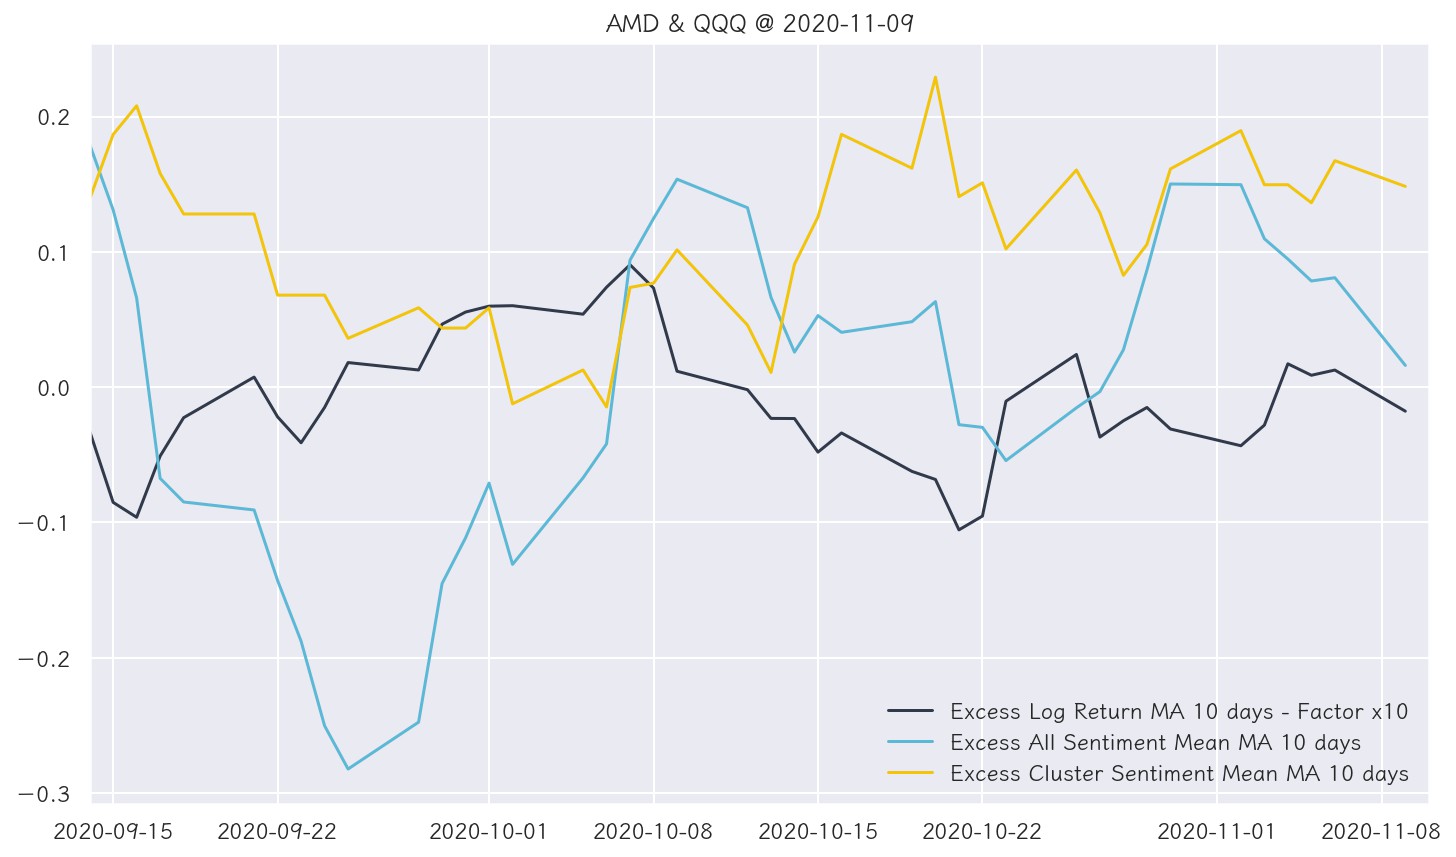 AMD & QQQ @ 2020-11-09
0.2
0.1
0.0
−0.1
−0.2
−0.3
Excess Log Return MA 10 days - Factor x10
Excess All Sentiment Mean MA 10 days
Excess Cluster Sentiment Mean MA 10 days
2020-09-15 2020-09-22 2020-10-01 2020-10-08 2020-10-15 2020-10-22 2020-11-01 2020-11-08